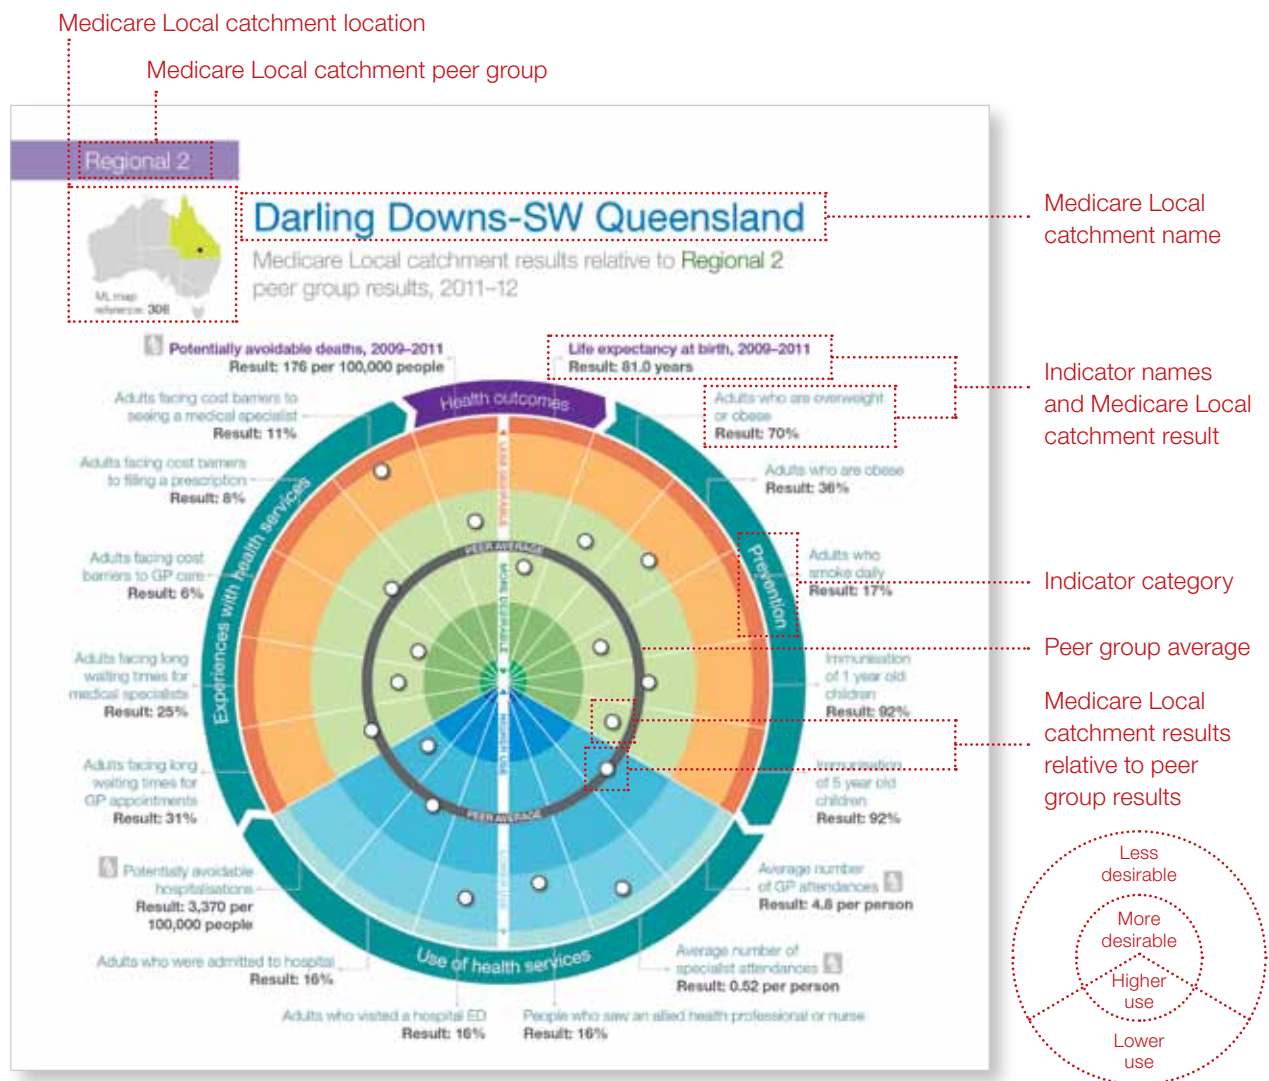 Medicare Local catchment location
Medicare Local catchment peer group
Regional 2
Darling Downs-SW Queensland
Medicare Local catchment results relative to Regional 2
peer group results, 2011–12
ML map
reference: 306
Medicare Local
catchment name
Potentially avoidable deaths, 2009–2011
Result: 176 per 100,000 people
Life expectancy at birth, 2009–2011
Result: 81.0 years
Indicator names
and Medicare Local
catchment result
Adults facing cost barriers to
seeing a medical specialist
Result: 11%
Health outcomes
Adults who are overweight
or obese
Result: 70%
Adults facing cost barriers
to filling a prescription
Result: 8%
Adults who are obese
Result: 36%
LESS DESIRABLE
PEER AVERAGE
MORE DESIRABLE
Experiences with health services
Prevention
Adults facing cost
barriers to GP care
Result: 6%
Adults who
smoke daily
Result: 17%
Indicator category
Peer group average
Adults facing long
waiting times for
medical specialists
Result: 25%
Immunisation
of 1 year old
children
Result: 92%
Medicare Local
catchment results
relative to peer
group results
HIGHER USE
Adults facing long
waiting times for
GP appointments
Result: 31%
Immunisation
of 5 year old
children
Result: 92%
PEER AVERAGE
LOWER USE
Potentially avoidable
hospitalisations
Result: 3,370 per
100,000 people
Average number
of GP attendances
Result: 4.8 per person
Use of health services
Adults who were admitted to hospital
Result: 16%
Average number of
specialist attendances
Result: 0.52 per person
Adults who visited a hospital ED
Result: 16%
People who saw an allied health professional or nurse
Result: 16%
Less
desirable
More
desirable
Higher
use
Lower
use